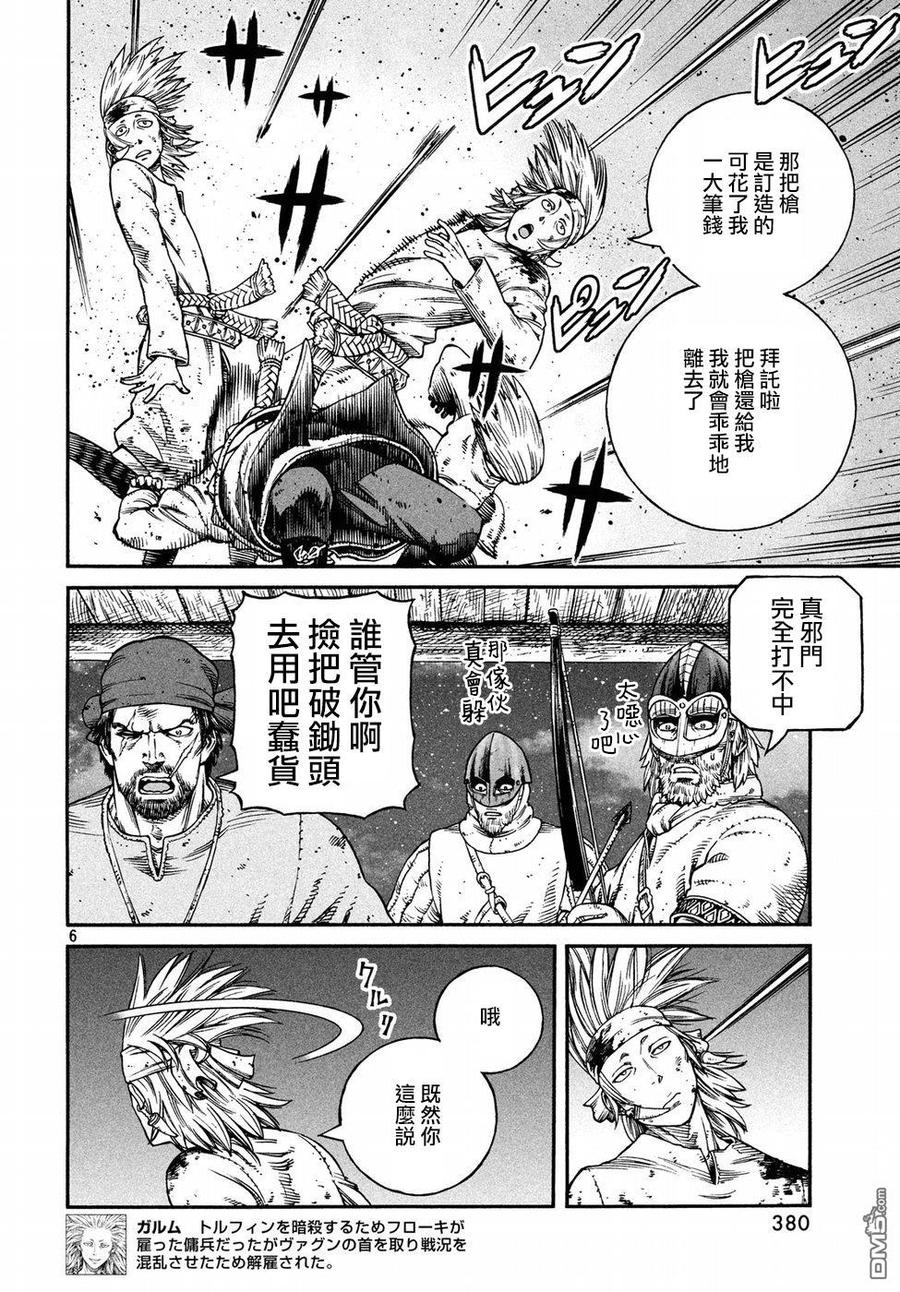 ヒュン
ヒュン
ピュン
那把槍
是訂造的
可花了我
一大筆錢
拜託啦
把槍還給我
我就會乖乖地
離去了
真邪門
完全打不中
太噁心
了吧
那傢伙
真會躲
誰管你啊
撿把破鋤頭
去用吧蠢貨
6
哦
既然你
這麼說
クルリ
380
ガルム　トルフィンを暗殺するためフローキが
雇った傭兵だったがヴァグンの首を取り戦況を
混乱させたため解雇された。
DM5.com